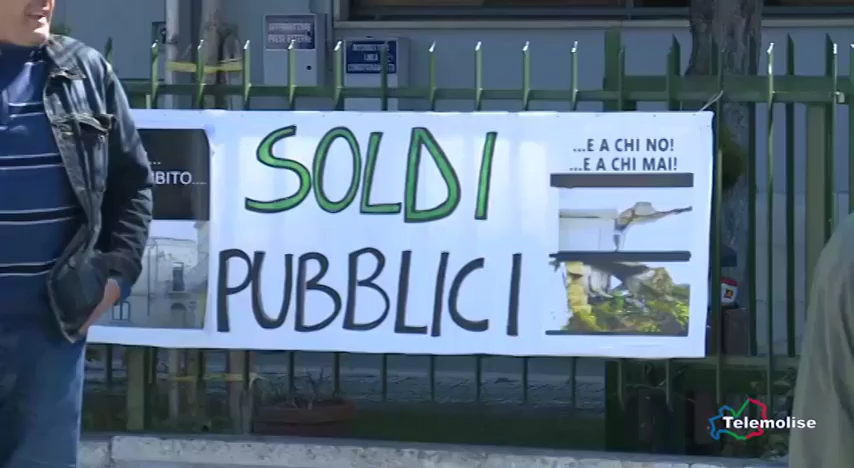 ...BITO...
SOLDI
PUBBLICI
...E A CHI NO!
...E A CHI MAI!
Telemolise